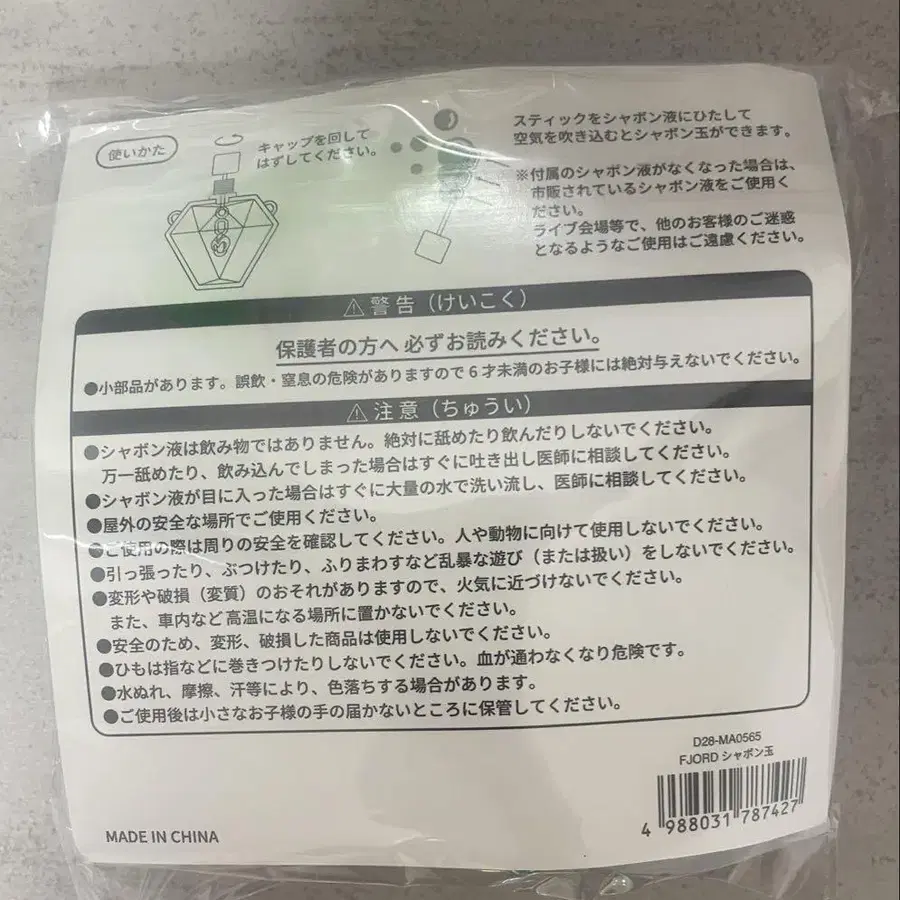 使いかた
キャップを回して
はずしてください。
スティックをシャボン液にひたして
空気を吹き込むとシャボン玉ができます。
※付属のシャボン液がなくなった場合は、
市販されているシャボン液をご使用く
ださい。
ライブ会場等で、他のお客様のご迷惑
となるようなご使用はご遠慮ください。
⚠警告（けいこく）
保護者の方へ 必ずお読みください。
●小部品があります。誤飲・窒息の危険がありますので6才未満のお子様には絶対与えないでください。
⚠注意（ちゅうい）
●シャボン液は飲み物ではありません。絶対に舐めたり飲んだりしないでください。
万一舐めたり、飲み込んでしまった場合はすぐに吐き出し医師に相談してください。
●シャボン液が目に入った場合はすぐに大量の水で洗い流し、医師に相談してください。
●屋外の安全な場所でご使用ください。
●ご使用の際は周りの安全を確認してください。人や動物に向けて使用しないでください。
●引っ張ったり、ぶつけたり、ふりまわすなど乱暴な遊び（または扱い）をしないでください。
●変形や破損（変質）のおそれがありますので、火気に近づけないでください。
また、車内など高温になる場所に置かないでください。
●安全のため、変形、破損した商品は使用しないでください。
●ひもは指などに巻きつけたりしないでください。血が通わなくなり危険です。
●水ぬれ、摩擦、汗等により、色落ちする場合があります。
●ご使用後は小さなお子様の手の届かないところに保管してください。
D28-MA0565
FJORD シャボン玉
4 988031 787427
MADE IN CHINA